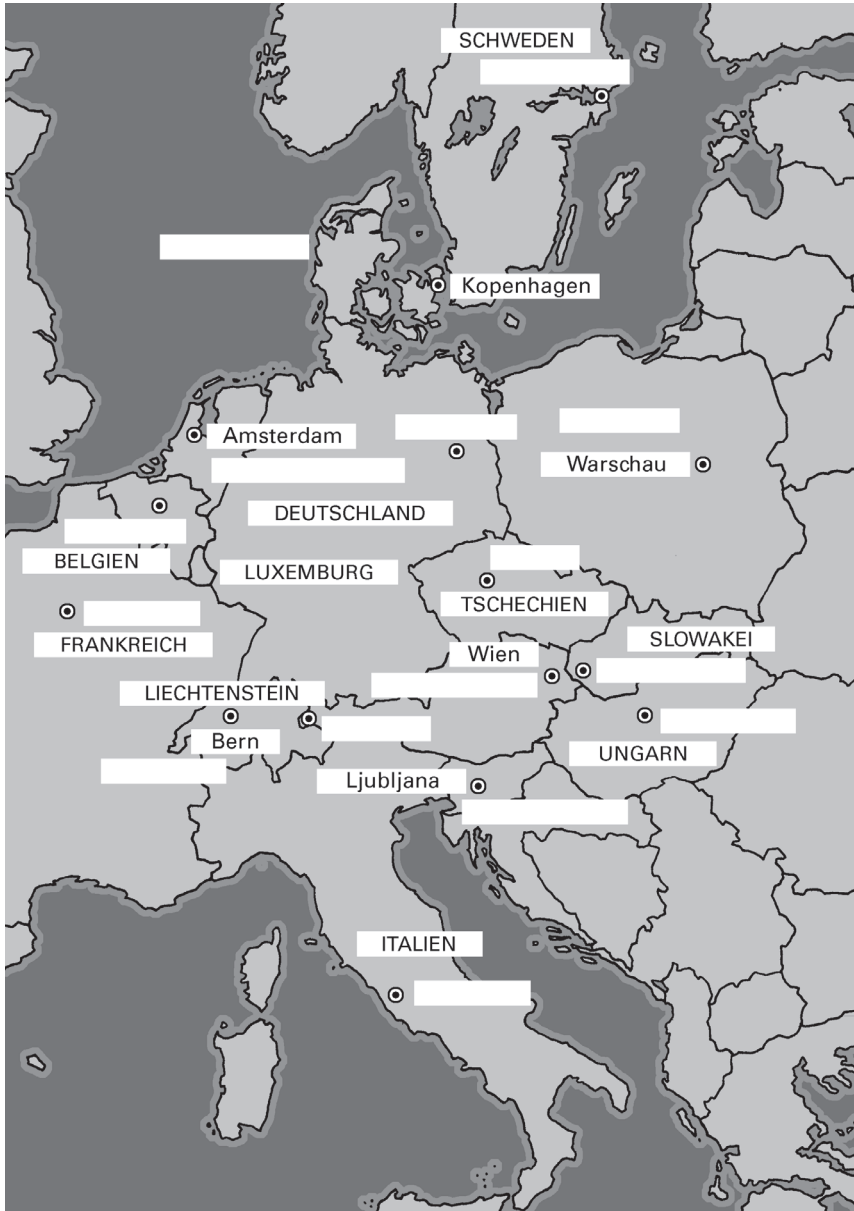 SCHWEDEN
Kopenhagen
Amsterdam
Warschau
DEUTSCHLAND
BELGIEN
LUXEMBURG
TSCHECHIEN
FRANKREICH
SLOWAKEI
Wien
LIECHTENSTEIN
Bern
UNGARN
Ljubljana
ITALIEN